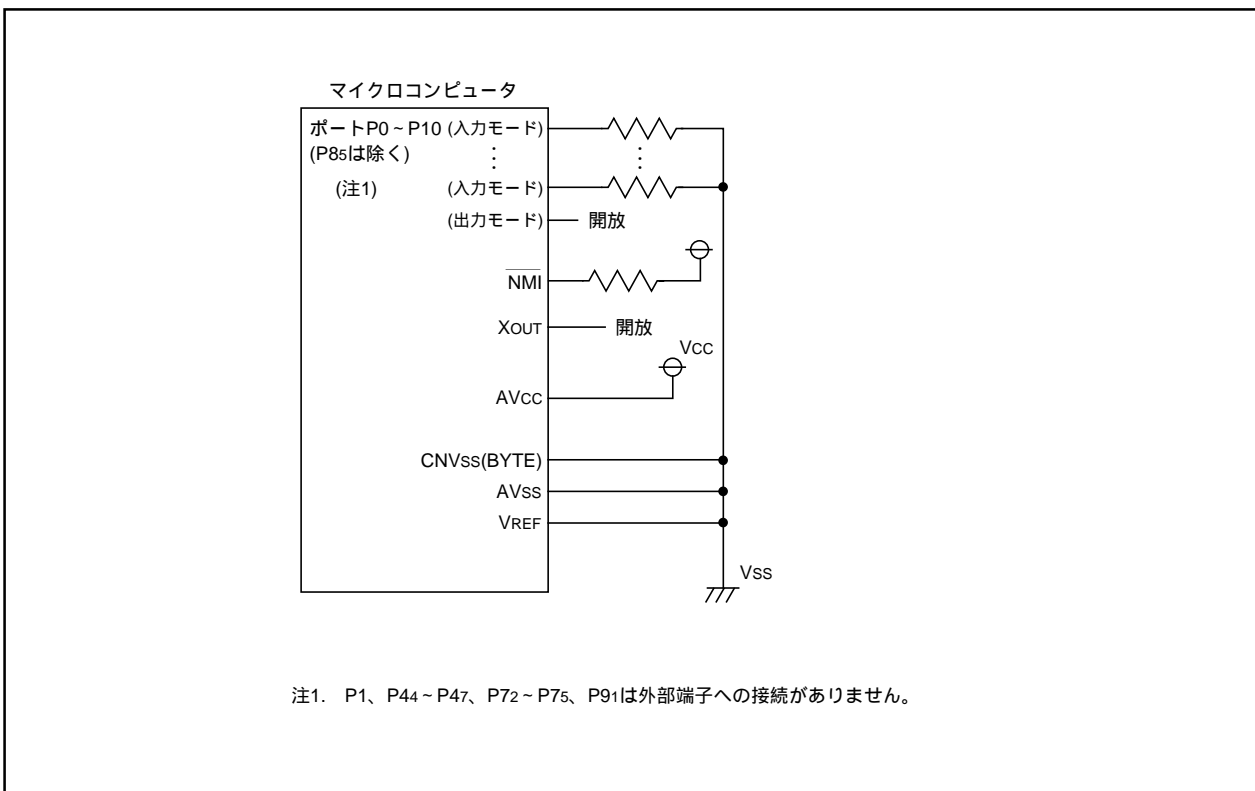 マイクロコンピュータ
ポートP0～P10 (入力モード)
(P85は除く)
(注1)
(入力モード)
(出力モード)
開放
NMI
XOUT
開放
VCC
AVCC
CNVSS(BYTE)
AVSS
VREF
VSS
注1. P1、P44～P47、P72～P75、P91は外部端子への接続がありません。